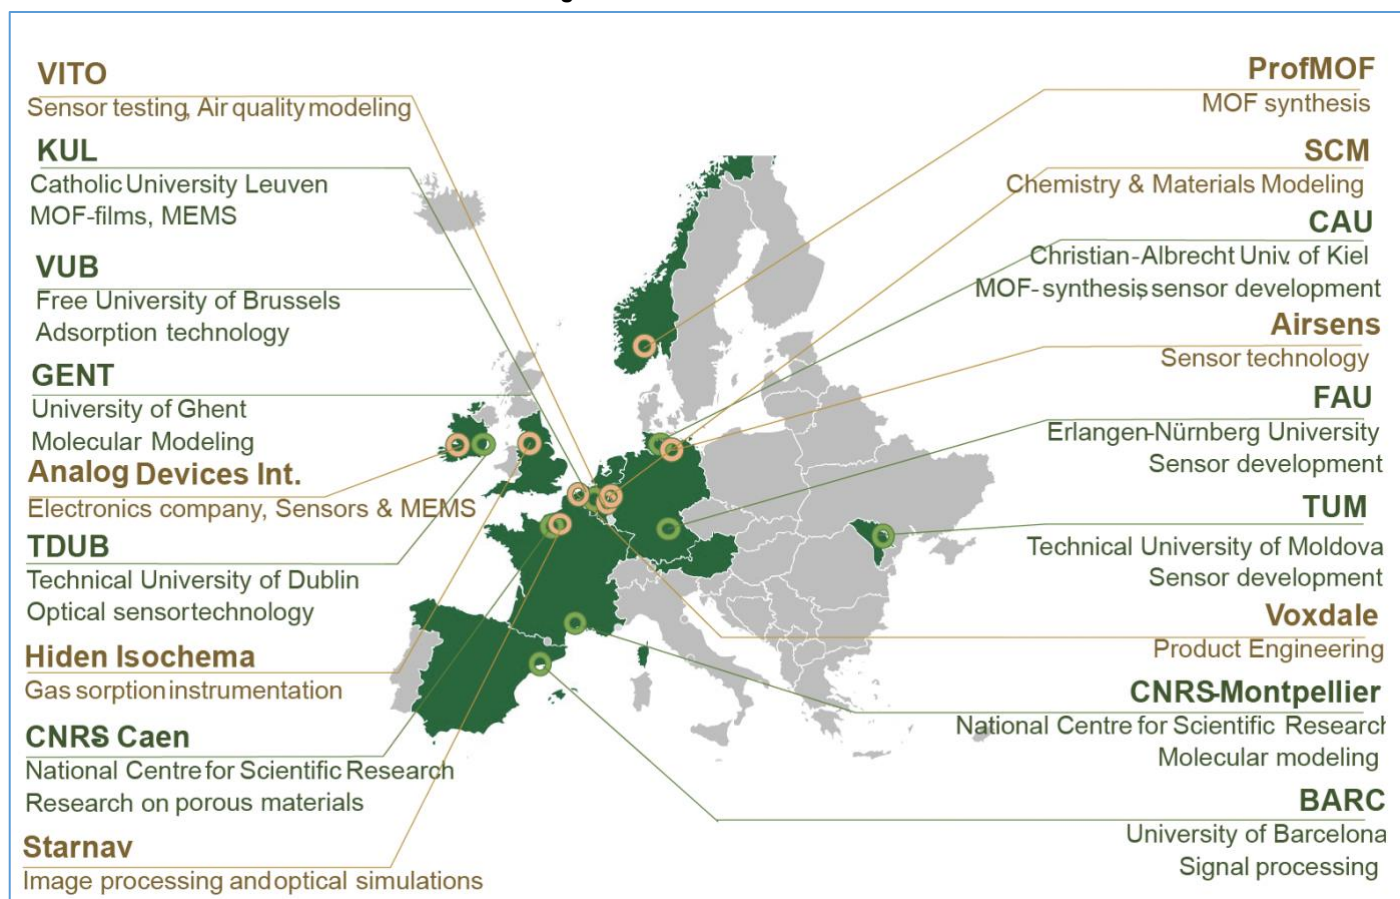 VITO
Sensor testing, Air quality modeling
KUL
Catholic University Leuven
MOF-films, MEMS
VUB
Free University of Brussels
Adsorption technology
GENT
University of Ghent
Molecular Modeling
Analog Devices Int.
Electronics company, Sensors & MEMS
TDUB
Technical University of Dublin
Optical sensor technology
Hiden Isochema
Gas sorption instrumentation
CNRS Caen
National Centre for Scientific Research
Research on porous materials
Starnav
Image processing and optical simulations
ProfMOF
MOF synthesis
SCM
Chemistry & Materials Modeling
CAU
Christian-Albrecht Univ. of Kiel
MOF-synthesis, sensor development
Airsens
Sensor technology
FAU
Erlangen-Nürnberg University
Sensor development
TUM
Technical University of Moldova
Sensor development
Voxdale
Product Engineering
CNRS-Montpellier
National Centre for Scientific Research
Molecular modeling
BARC
University of Barcelona
Signal processing